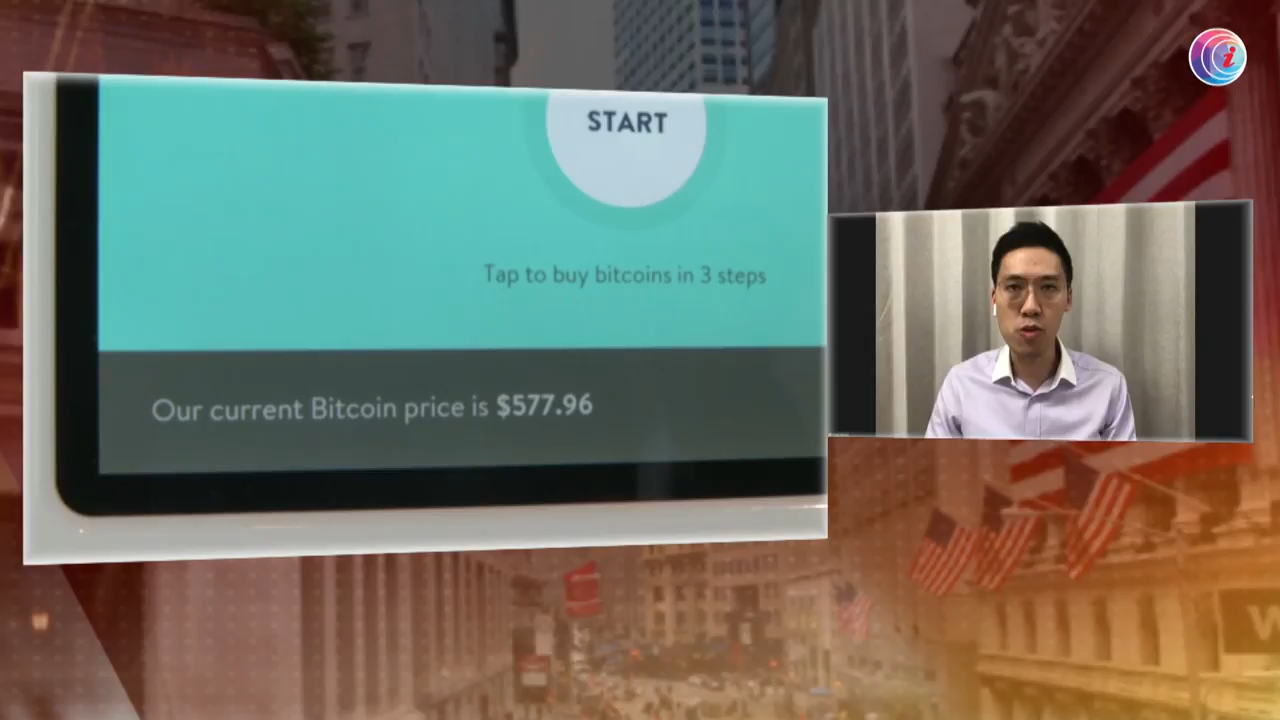 START
Tap to buy bitcoins in 3 steps
Our current Bitcoin price is $577.96
i
W